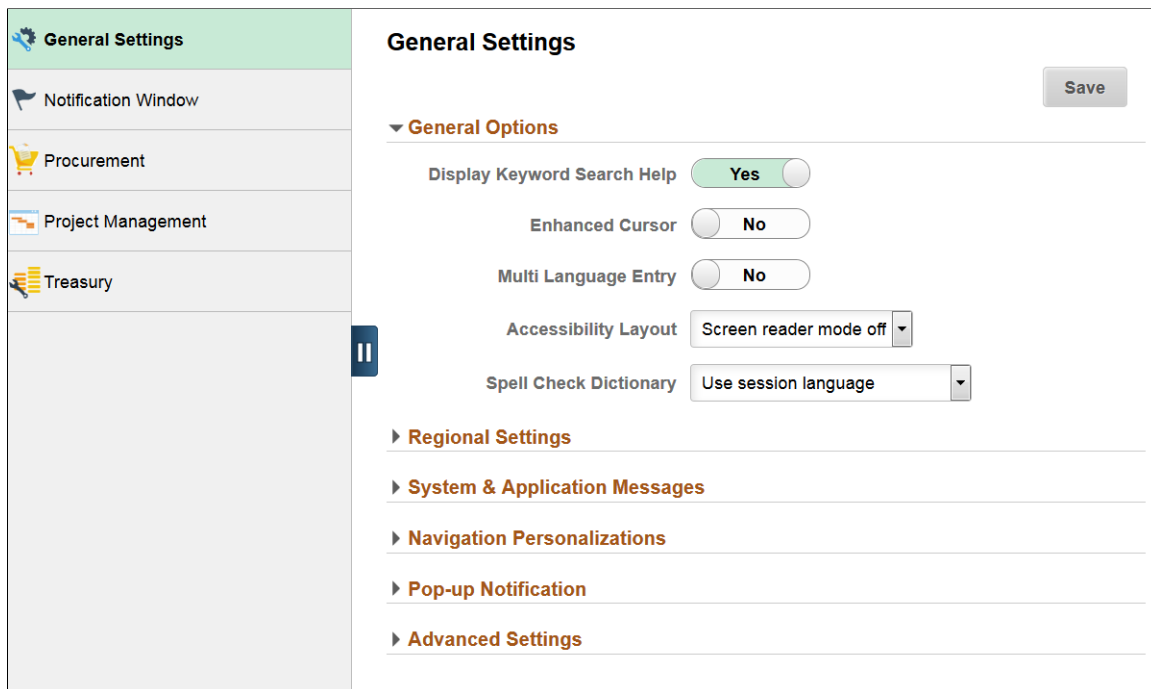 General Settings
Notification Window
Procurement
Project Management
Treasury
General Settings
Save
General Options
Display Keyword Search Help Yes
Enhanced Cursor No
Multi Language Entry No
Accessibility Layout Screen reader mode off
Spell Check Dictionary Use session language
Regional Settings
System & Application Messages
Navigation Personalizations
Pop-up Notification
Advanced Settings